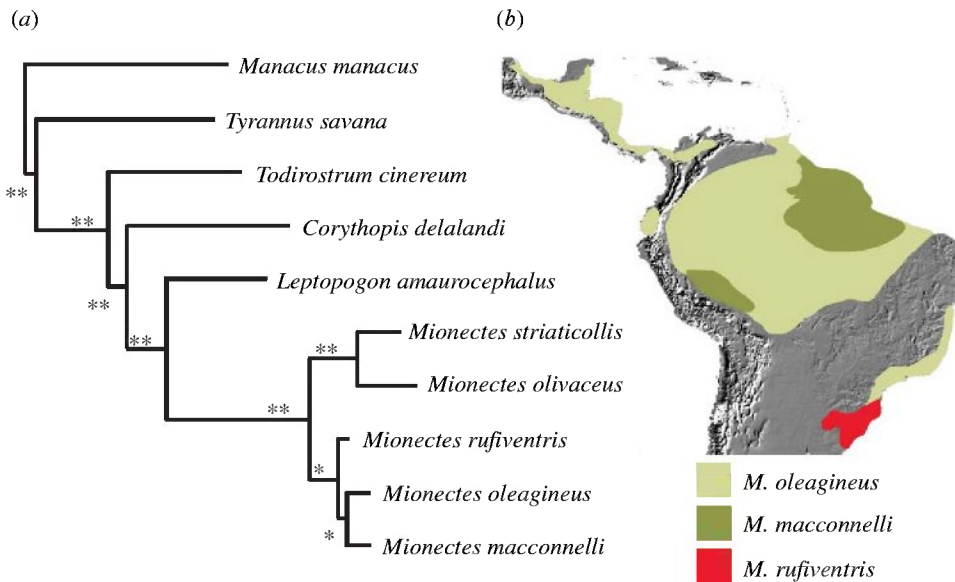 (a)
Manacus manacus
Tyrannus savana
**
Todirostrum cinereum
**
Corythopis delalandi
**
Leptopogon amaurocephalus
**
Mionectes striaticollis
**
Mionectes olivaceus
**
Mionectes rufiventris
*
Mionectes oleagineus
*
Mionectes macconnelli
(b)
M. oleagineus
M. macconnelli
M. rufiventris